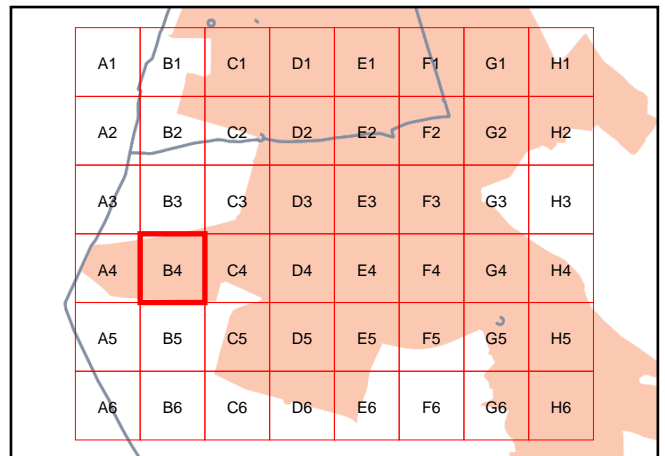 A1 B1 C1 D1 E1 F1 G1 H1
A2 B2 C2 D2 E2 F2 G2 H2
A3 B3 C3 D3 E3 F3 G3 H3
A4 B4 C4 D4 E4 F4 G4 H4
A5 B5 C5 D5 E5 F5 G5 H5
A6 B6 C6 D6 E6 F6 G6 H6